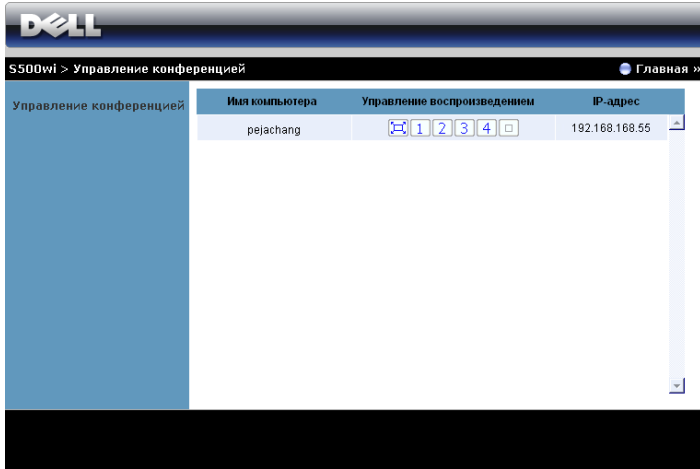 DELL
S500wi > Управление конференцией
Главная »
Управление конференцией
Имя компьютера Управление воспроизведением IP-адрес
pejachang 1 2 3 4 192.168.168.55